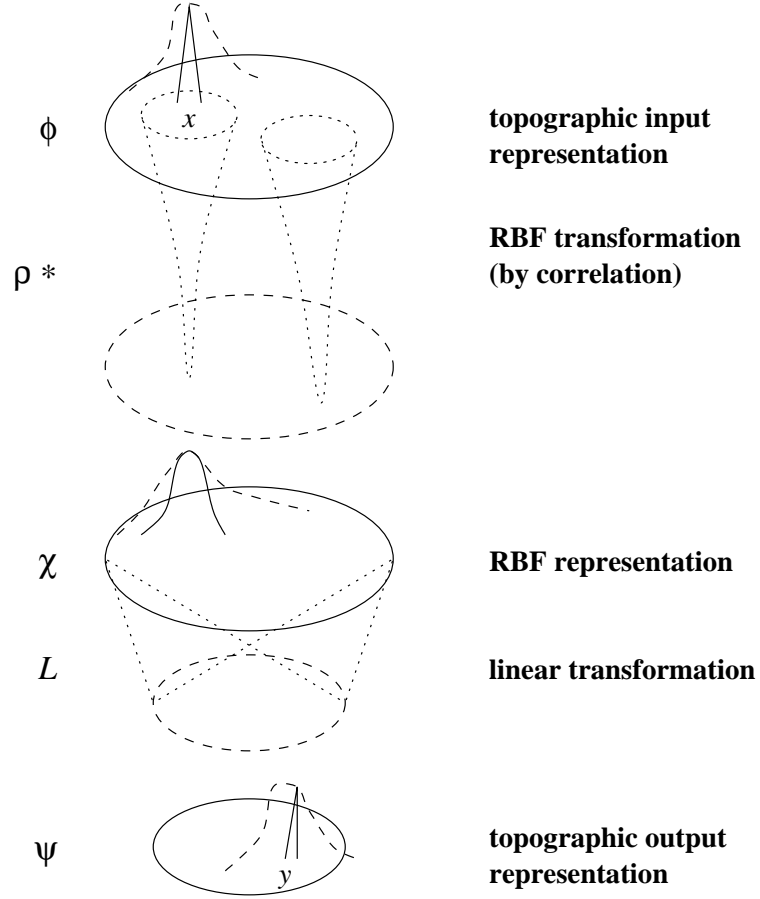 x
ϕ
topographic input
representation
ρ *
RBF transformation
(by correlation)
χ
RBF representation
L
linear transformation
ψ
y
topographic output
representation